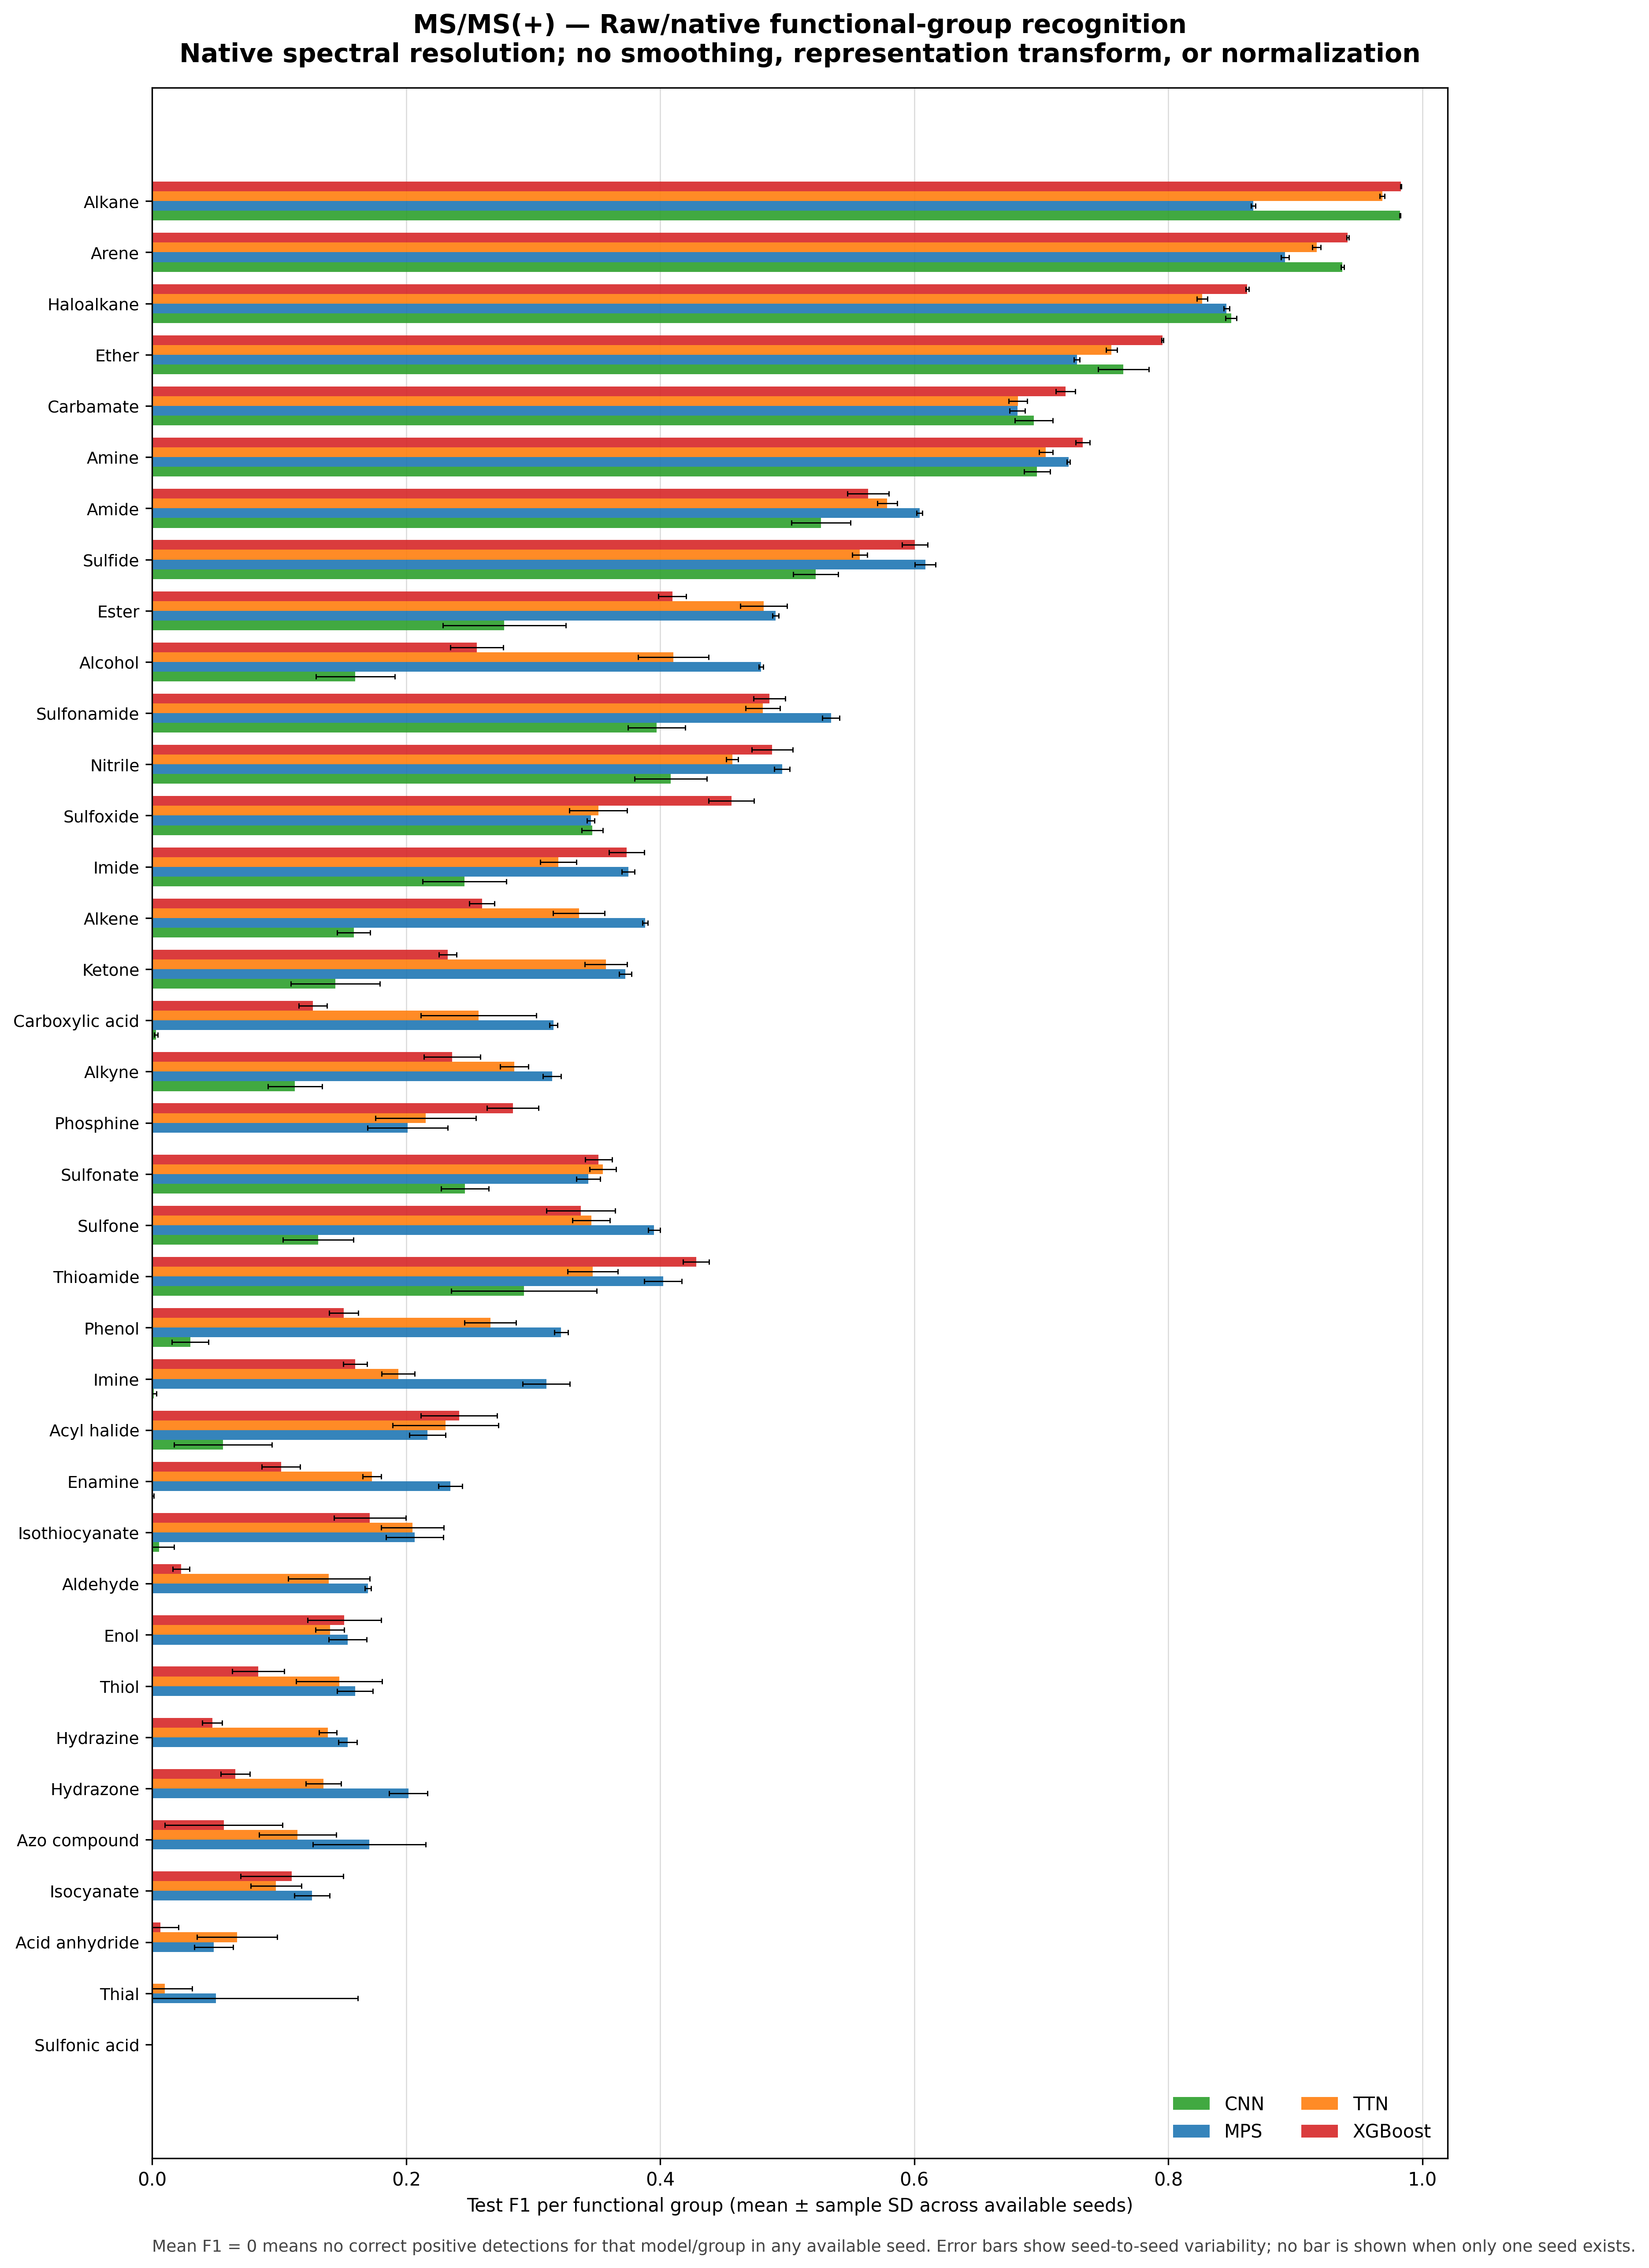 MS/MS(+) — Raw/native functional-group recognition
Native spectral resolution; no smoothing, representation transform, or normalization
Alkane
Arene
Haloalkane
Ether
Carbamate
Amine
Amide
Sulfide
Ester
Alcohol
Sulfonamide
Nitrile
Sulfoxide
Imide
Alkene
Ketone
Carboxylic acid
Alkyne
Phosphine
Sulfonate
Sulfone
Thioamide
Phenol
Imine
Acyl halide
Enamine
Isothiocyanate
Aldehyde
Enol
Thiol
Hydrazine
Hydrazone
Azo compound
Isocyanate
Acid anhydride
Thial
Sulfonic acid
CNN TTN
MPS XGBoost
0.0 0.2 0.4 0.6 0.8 1.0
Test F1 per functional group (mean ± sample SD across available seeds)
Mean F1 = 0 means no correct positive detections for that model/group in any available seed. Error bars show seed-to-seed variability; no bar is shown when only one seed exists.